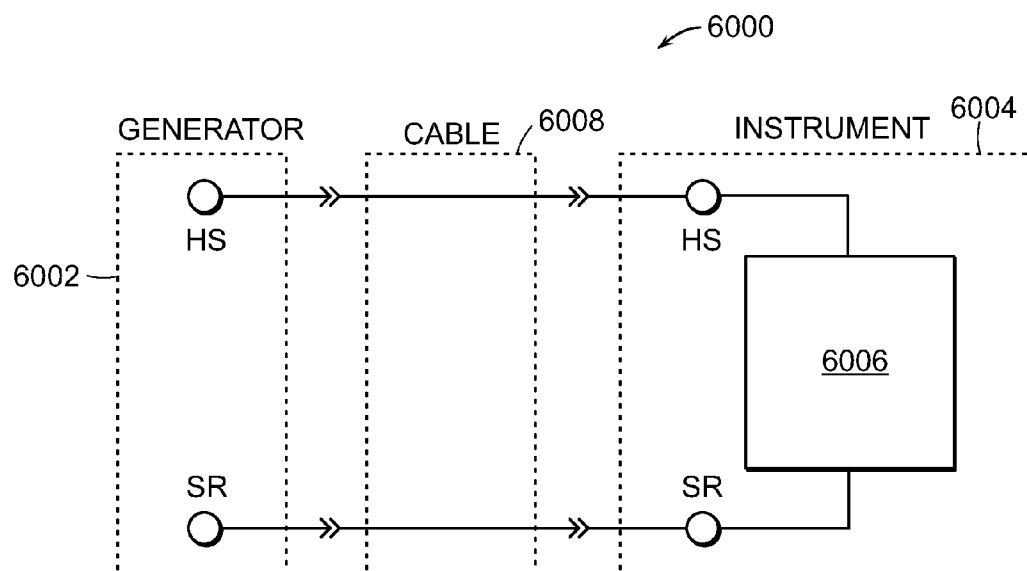 6000
GENERATOR
CABLE
6008
INSTRUMENT
6004
HS
HS
6002
6006
SR
SR